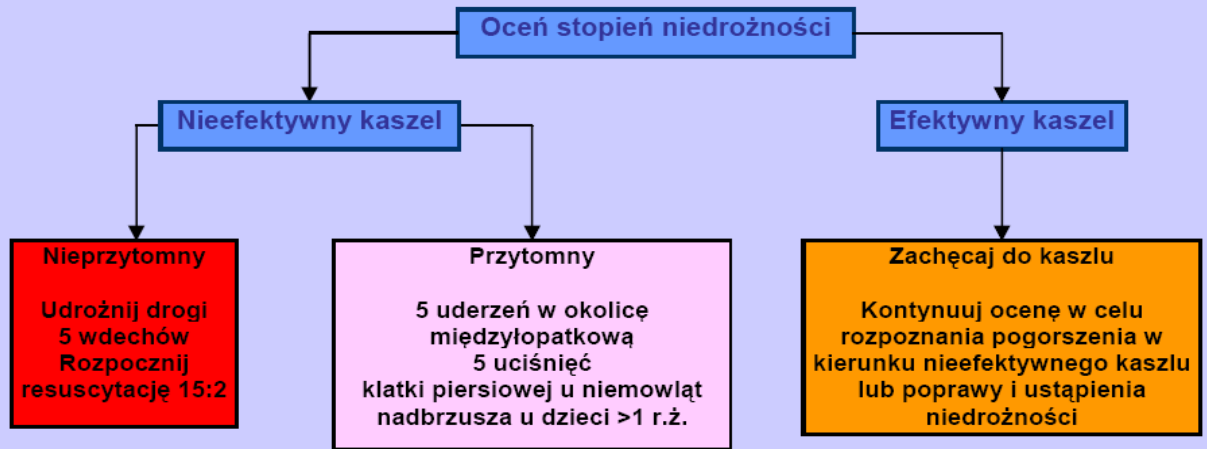 Oceń stopień niedrożności
Nieefektywny kaszel
Efektywny kaszel
Nieprzytomny
Udrożnij drogi
5 wdechów
Rozpocznij
resuscytację 15:2
Przytomny
5 uderzeń w okolicę
międzyłopatkową
5 uciśnięć
klatki piersiowej u niemowląt
nadbrzusza u dzieci >1 r.ż.
Zachęcaj do kaszlu
Kontynuuj ocenę w celu
rozpoznania pogorszenia w
kierunku nieefektywnego kaszlu
lub poprawy i ustąpienia
niedrożności